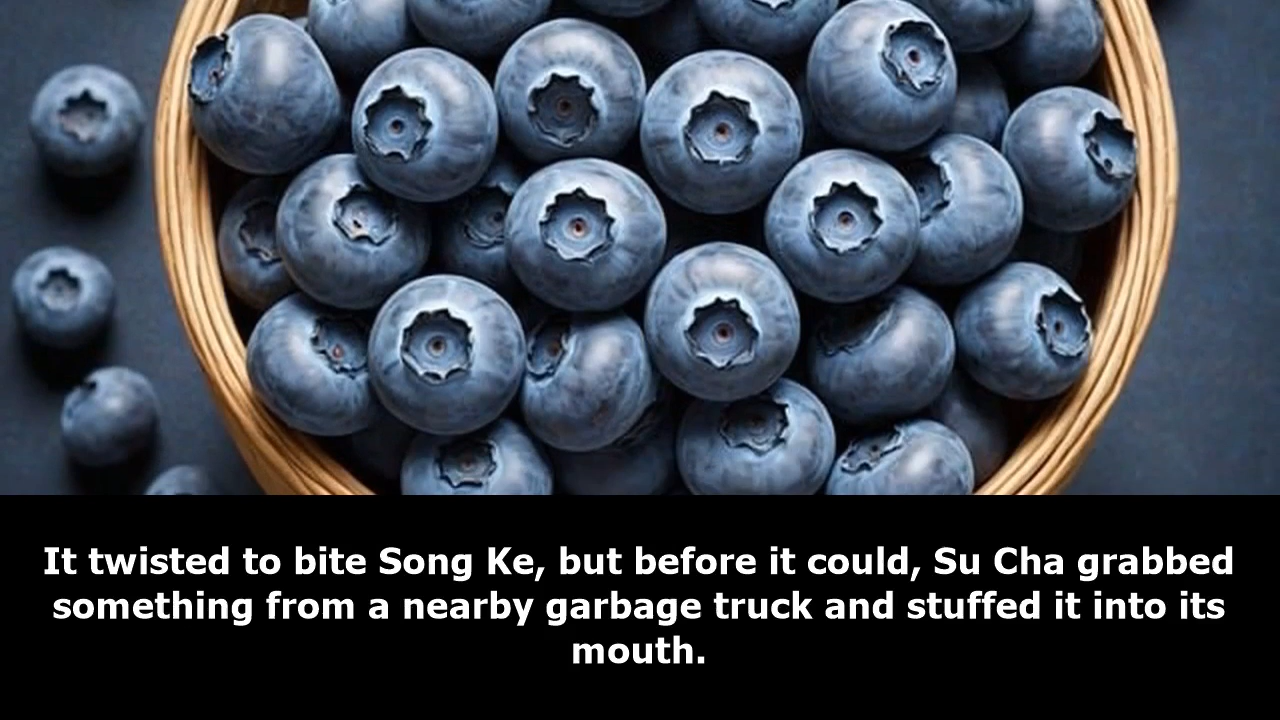 It twisted to bite Song Ke, but before it could, Su Cha grabbed
something from a nearby garbage truck and stuffed it into its
mouth.